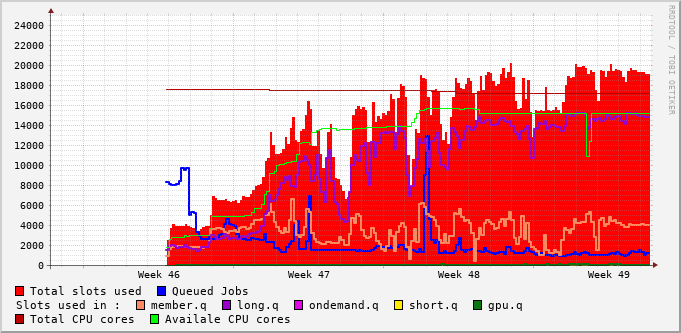 RRDTOOL / TOBI OETIKER
24000
22000
20000
18000
16000
14000
12000
10000
8000
6000
4000
2000
0
Week 46 Week 47 Week 48 Week 49
Total slots used Queued Jobs
Slots used in : member.q long.q ondemand.q short.q gpu.q
Total CPU cores Availale CPU cores